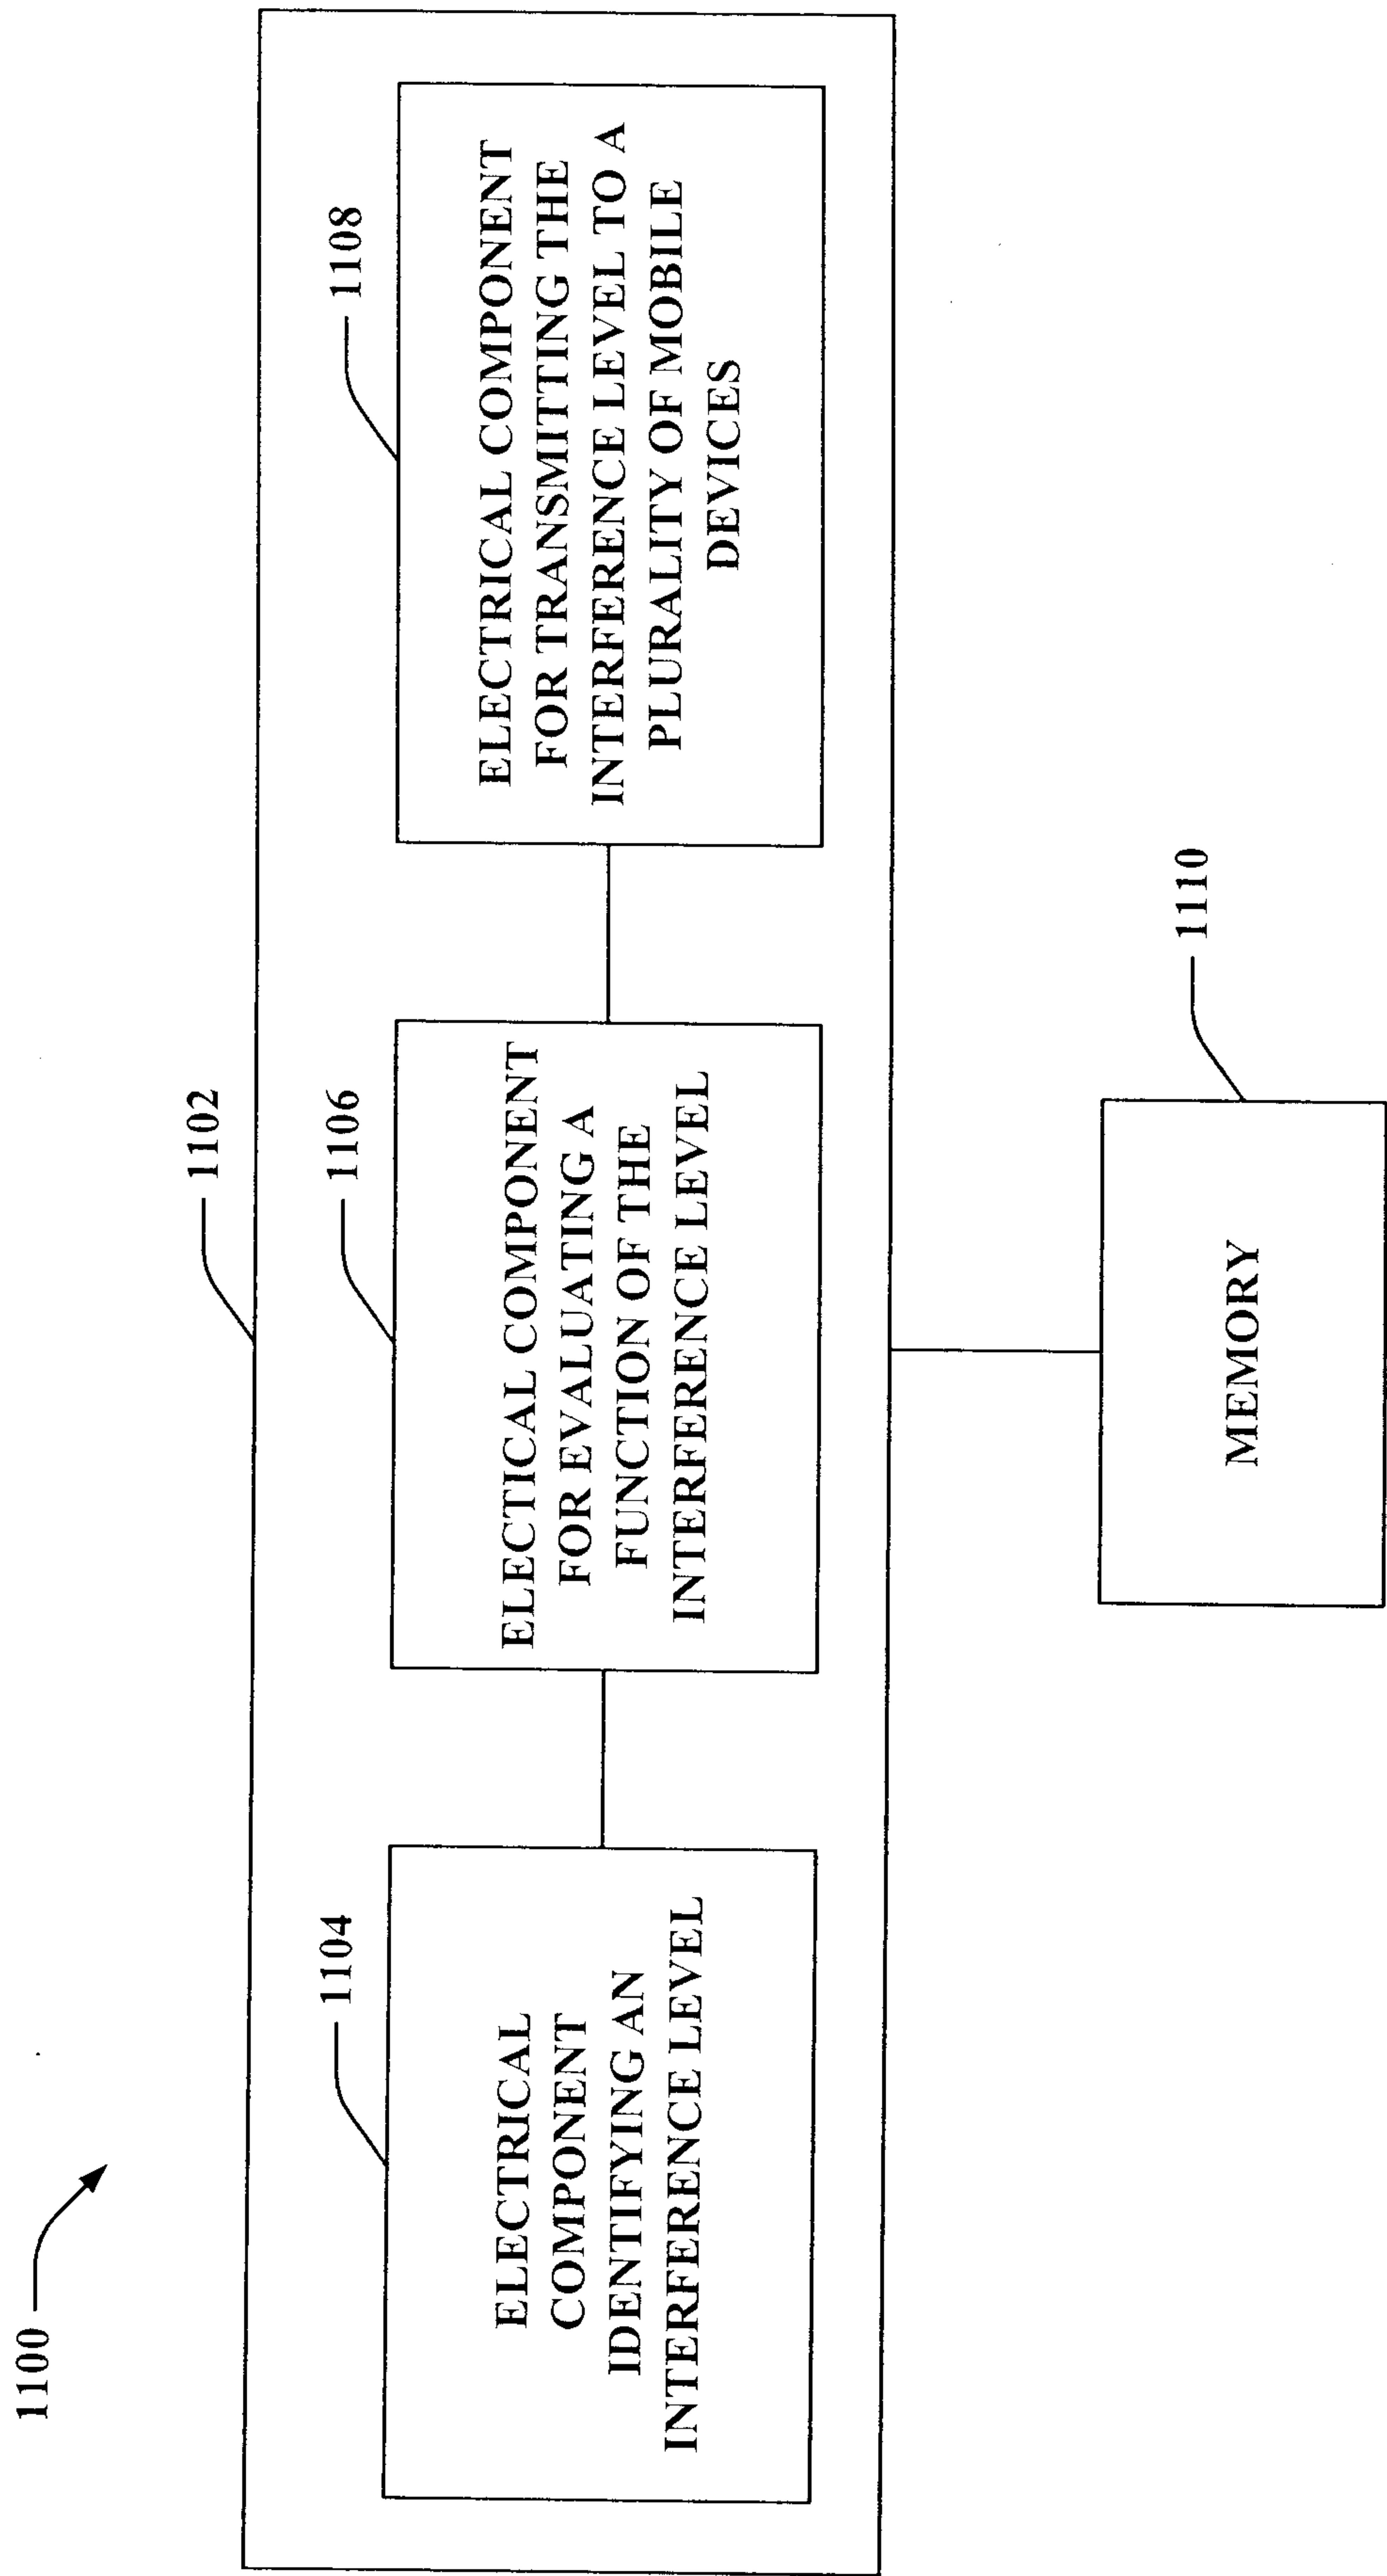 1100
1102
1104
ELECTRICAL
COMPONENT
IDENTIFYING AN
INTERFERENCE LEVEL
1106
ELECTICAL COMPONENT
FOR EVALUATING A
FUNCTION OF THE
INTERFERENCE LEVEL
1108
ELECTRICAL COMPONENT
FOR TRANSMITTING THE
INTERFERENCE LEVEL TO A
PLURALITY OF MOBILE
DEVICES
1110
MEMORY